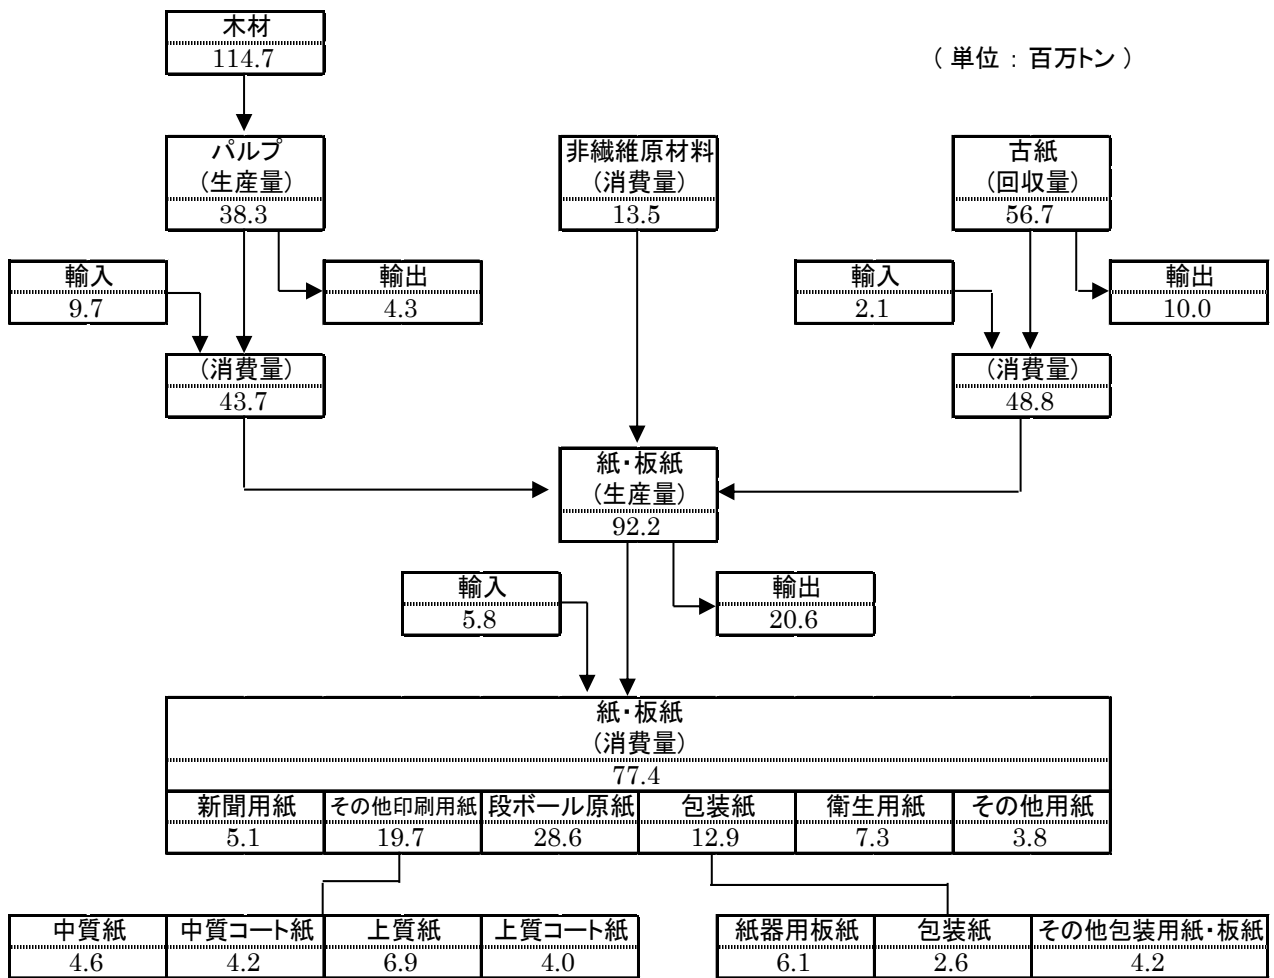 木材
114.7
（単位：百万トン）
パルプ
（生産量）
38.3
非繊維原材料
（消費量）
13.5
古紙
（回収量）
56.7
輸入
9.7
輸出
4.3
輸入
2.1
輸出
10.0
（消費量）
43.7
（消費量）
48.8
紙・板紙
（生産量）
92.2
輸入
5.8
輸出
20.6
紙・板紙
（消費量）
77.4
新聞用紙 その他印刷用紙 段ボール原紙 包装紙 衛生用紙 その他用紙
5.1 19.7 28.6 12.9 7.3 3.8
中質紙 中質コート紙 上質紙 上質コート紙 紙器用板紙 包装紙 その他包装用紙・板紙
4.6 4.2 6.9 4.0 6.1 2.6 4.2